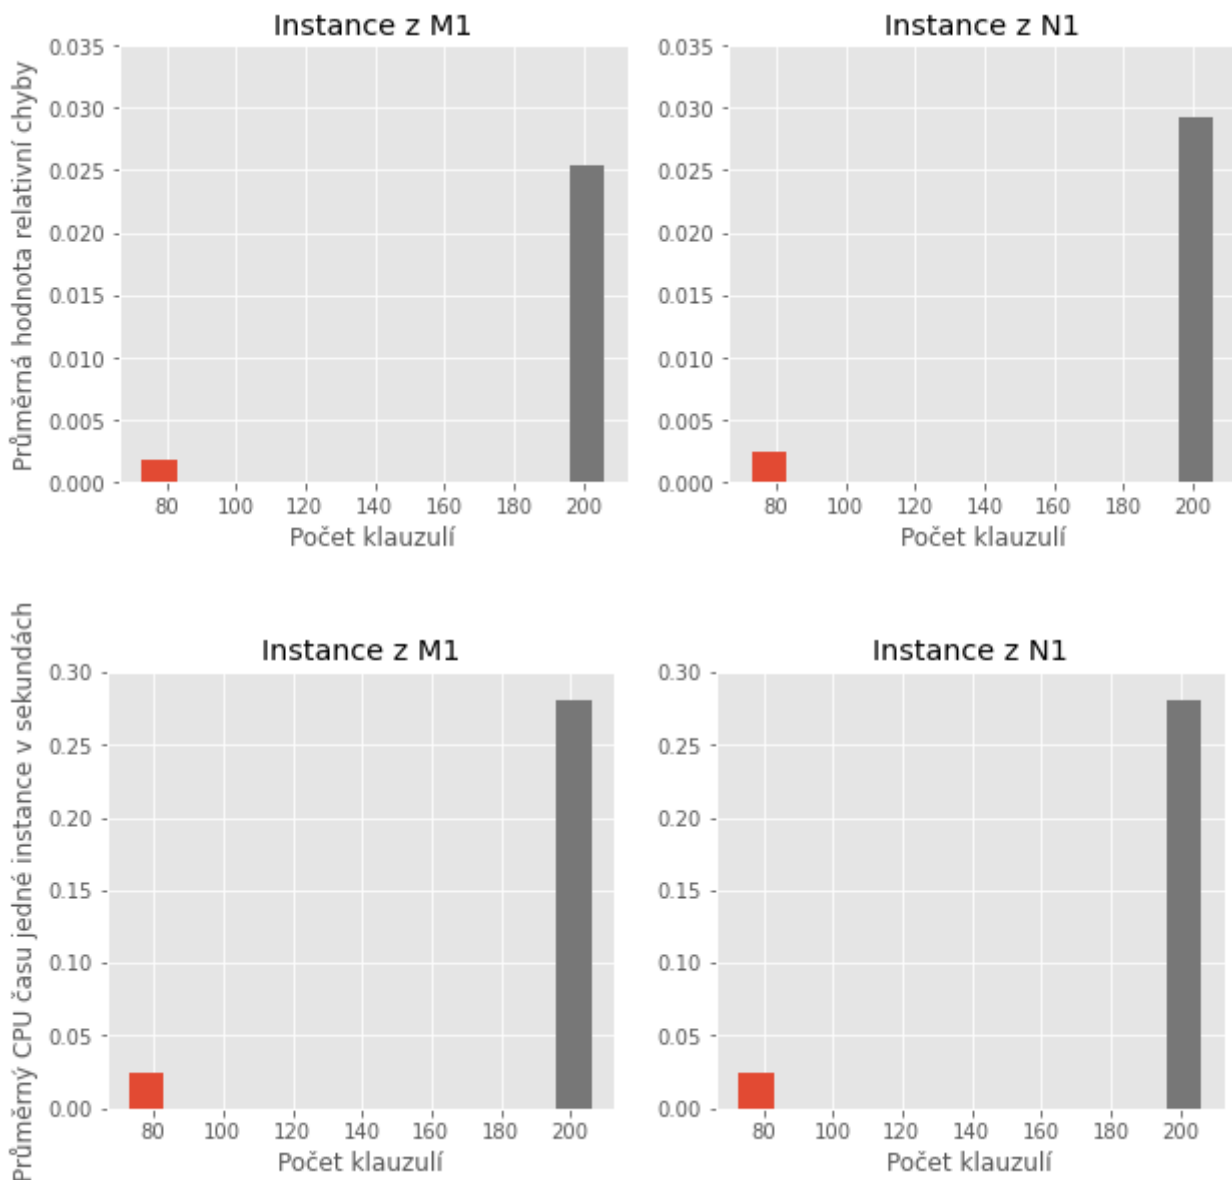 Instance z M1
Instance z N1
Průměrná hodnota relativní chyby
0.035
0.030
0.025
0.020
0.015
0.010
0.005
0.000
80 100 120 140 160 180 200
Počet klauzulí
0.035
0.030
0.025
0.020
0.015
0.010
0.005
0.000
80 100 120 140 160 180 200
Počet klauzulí
Instance z M1
Instance z N1
Průměrný CPU času jedné instance v sekundách
0.30
0.25
0.20
0.15
0.10
0.05
0.00
80 100 120 140 160 180 200
Počet klauzulí
0.30
0.25
0.20
0.15
0.10
0.05
0.00
80 100 120 140 160 180 200
Počet klauzulí